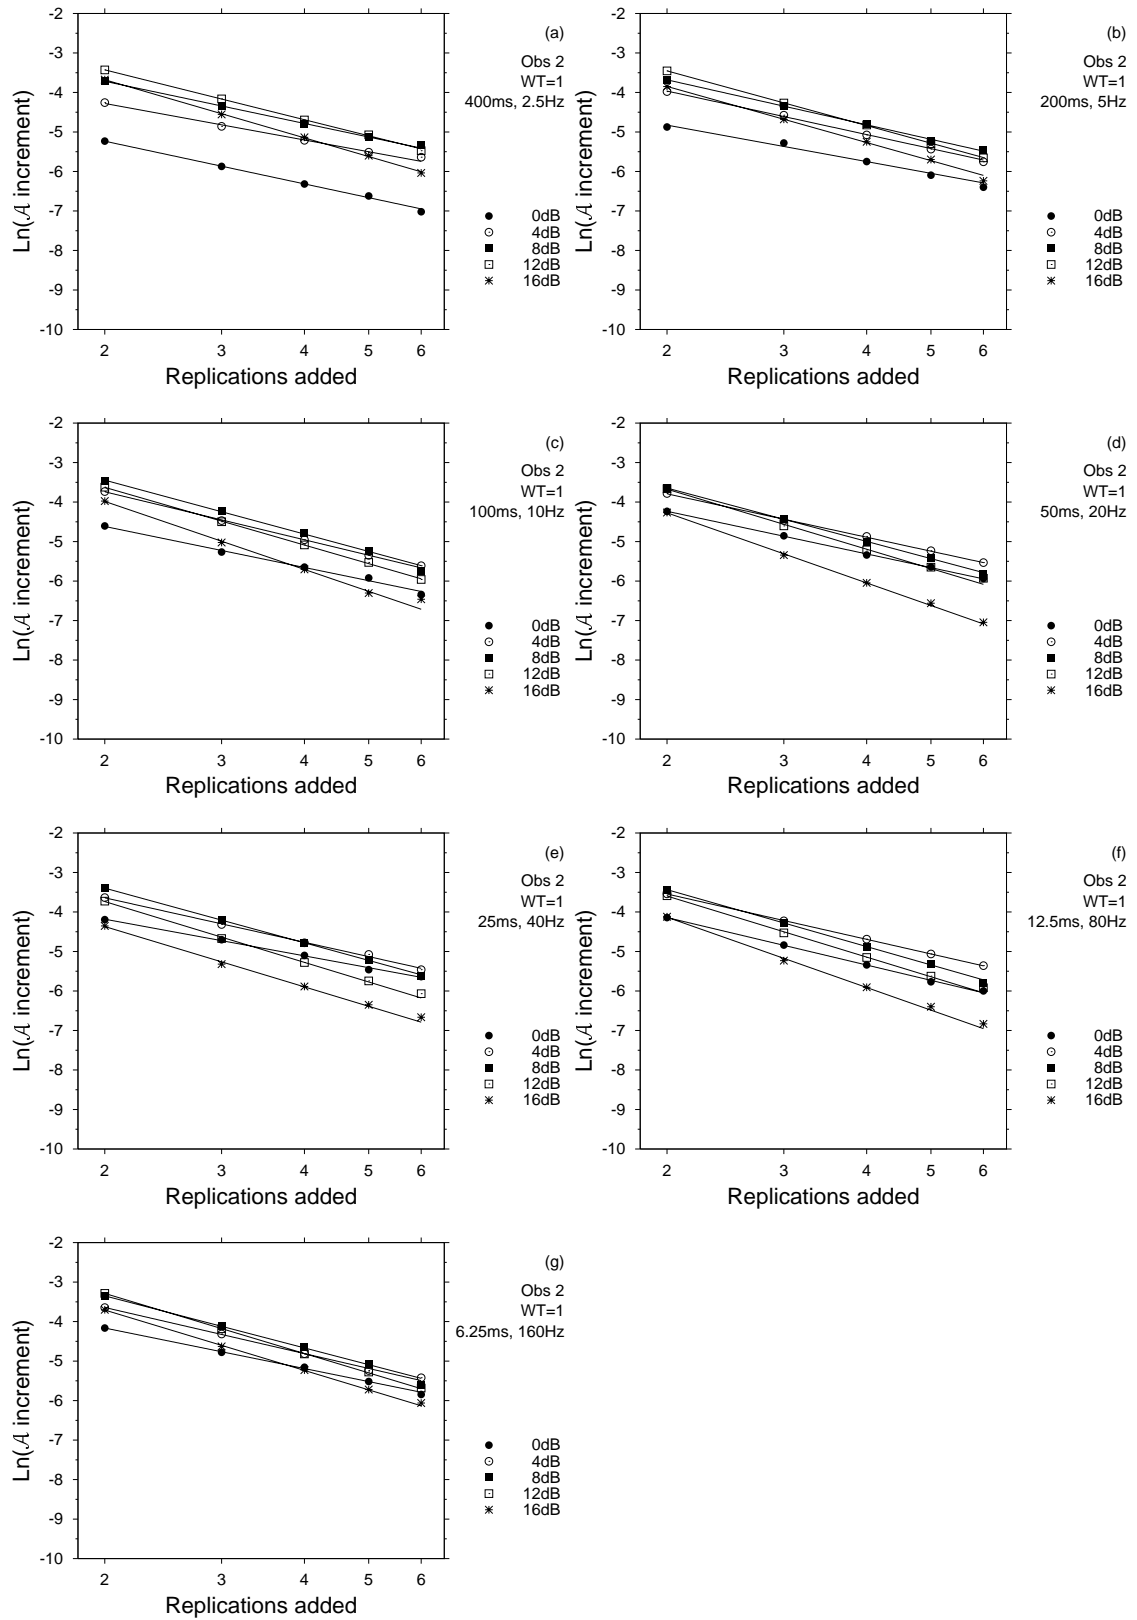 -2
-3
-4
-5
-6
-7
-8
-9
-10
2 3 4 5 6
Replications added
Ln(𝒜 increment)
(a)
Obs 2
WT=1
400ms, 2.5Hz
0dB
4dB
8dB
12dB
16dB
-2
-3
-4
-5
-6
-7
-8
-9
-10
2 3 4 5 6
Replications added
Ln(𝒜 increment)
(b)
Obs 2
WT=1
200ms, 5Hz
0dB
4dB
8dB
12dB
16dB
-2
-3
-4
-5
-6
-7
-8
-9
-10
2 3 4 5 6
Replications added
Ln(𝒜 increment)
(c)
Obs 2
WT=1
100ms, 10Hz
0dB
4dB
8dB
12dB
16dB
-2
-3
-4
-5
-6
-7
-8
-9
-10
2 3 4 5 6
Replications added
Ln(𝒜 increment)
(d)
Obs 2
WT=1
50ms, 20Hz
0dB
4dB
8dB
12dB
16dB
-2
-3
-4
-5
-6
-7
-8
-9
-10
2 3 4 5 6
Replications added
Ln(𝒜 increment)
(e)
Obs 2
WT=1
25ms, 40Hz
0dB
4dB
8dB
12dB
16dB
-2
-3
-4
-5
-6
-7
-8
-9
-10
2 3 4 5 6
Replications added
Ln(𝒜 increment)
(f)
Obs 2
WT=1
12.5ms, 80Hz
0dB
4dB
8dB
12dB
16dB
-2
-3
-4
-5
-6
-7
-8
-9
-10
2 3 4 5 6
Replications added
Ln(𝒜 increment)
(g)
Obs 2
WT=1
6.25ms, 160Hz
0dB
4dB
8dB
12dB
16dB